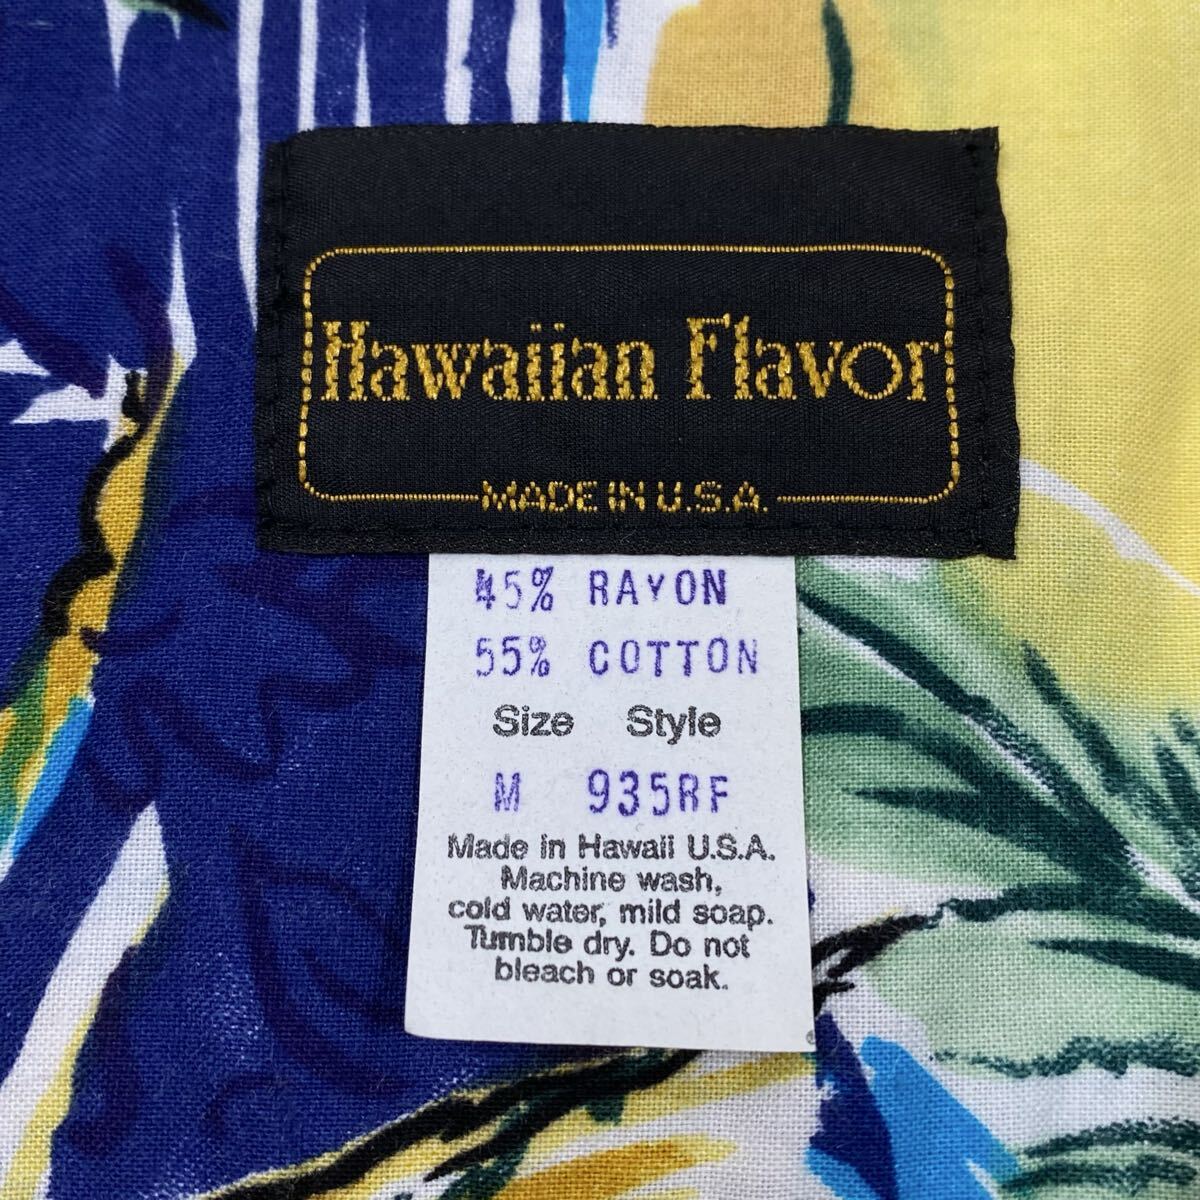 Hawaiian Flavor
MADE IN U.S.A.
45% RAYON
55% COTTON
Size Style
M 935RF
Made in Hawaii U.S.A.
Machine wash,
cold water, mild soap.
Tumble dry. Do not
bleach or soak.